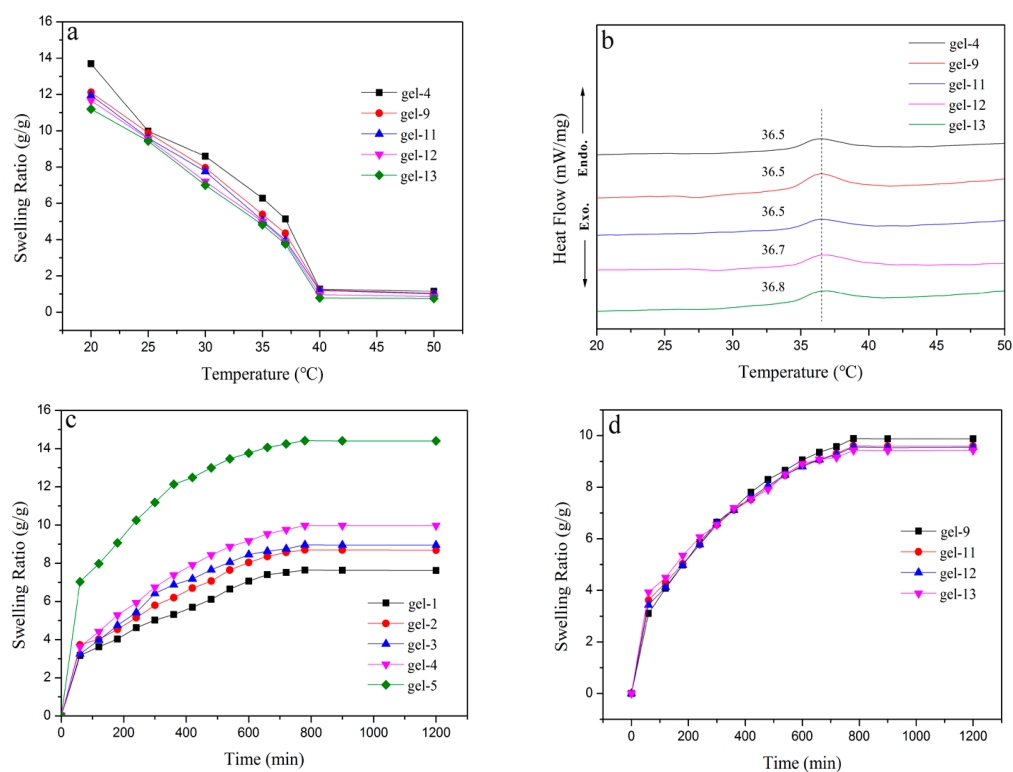 a
16
14
12
10
8
6
4
2
0
Swelling Ratio (g/g)
gel-4
gel-9
gel-11
gel-12
gel-13
20 25 30 35 40 45 50
Temperature (℃)
b
gel-4
gel-9
gel-11
gel-12
gel-13
Heat Flow (mW/mg)
Exo. Endo.
36.5
36.5
36.5
36.7
36.8
20 25 30 35 40 45 50
Temperature (℃)
c
16
14
12
10
8
6
4
2
0
Swelling Ratio (g/g)
gel-1
gel-2
gel-3
gel-4
gel-5
0 200 400 600 800 1000 1200
Time (min)
d
10
8
6
4
2
0
Swelling Ratio (g/g)
gel-9
gel-11
gel-12
gel-13
0 200 400 600 800 1000 1200
Time (min)